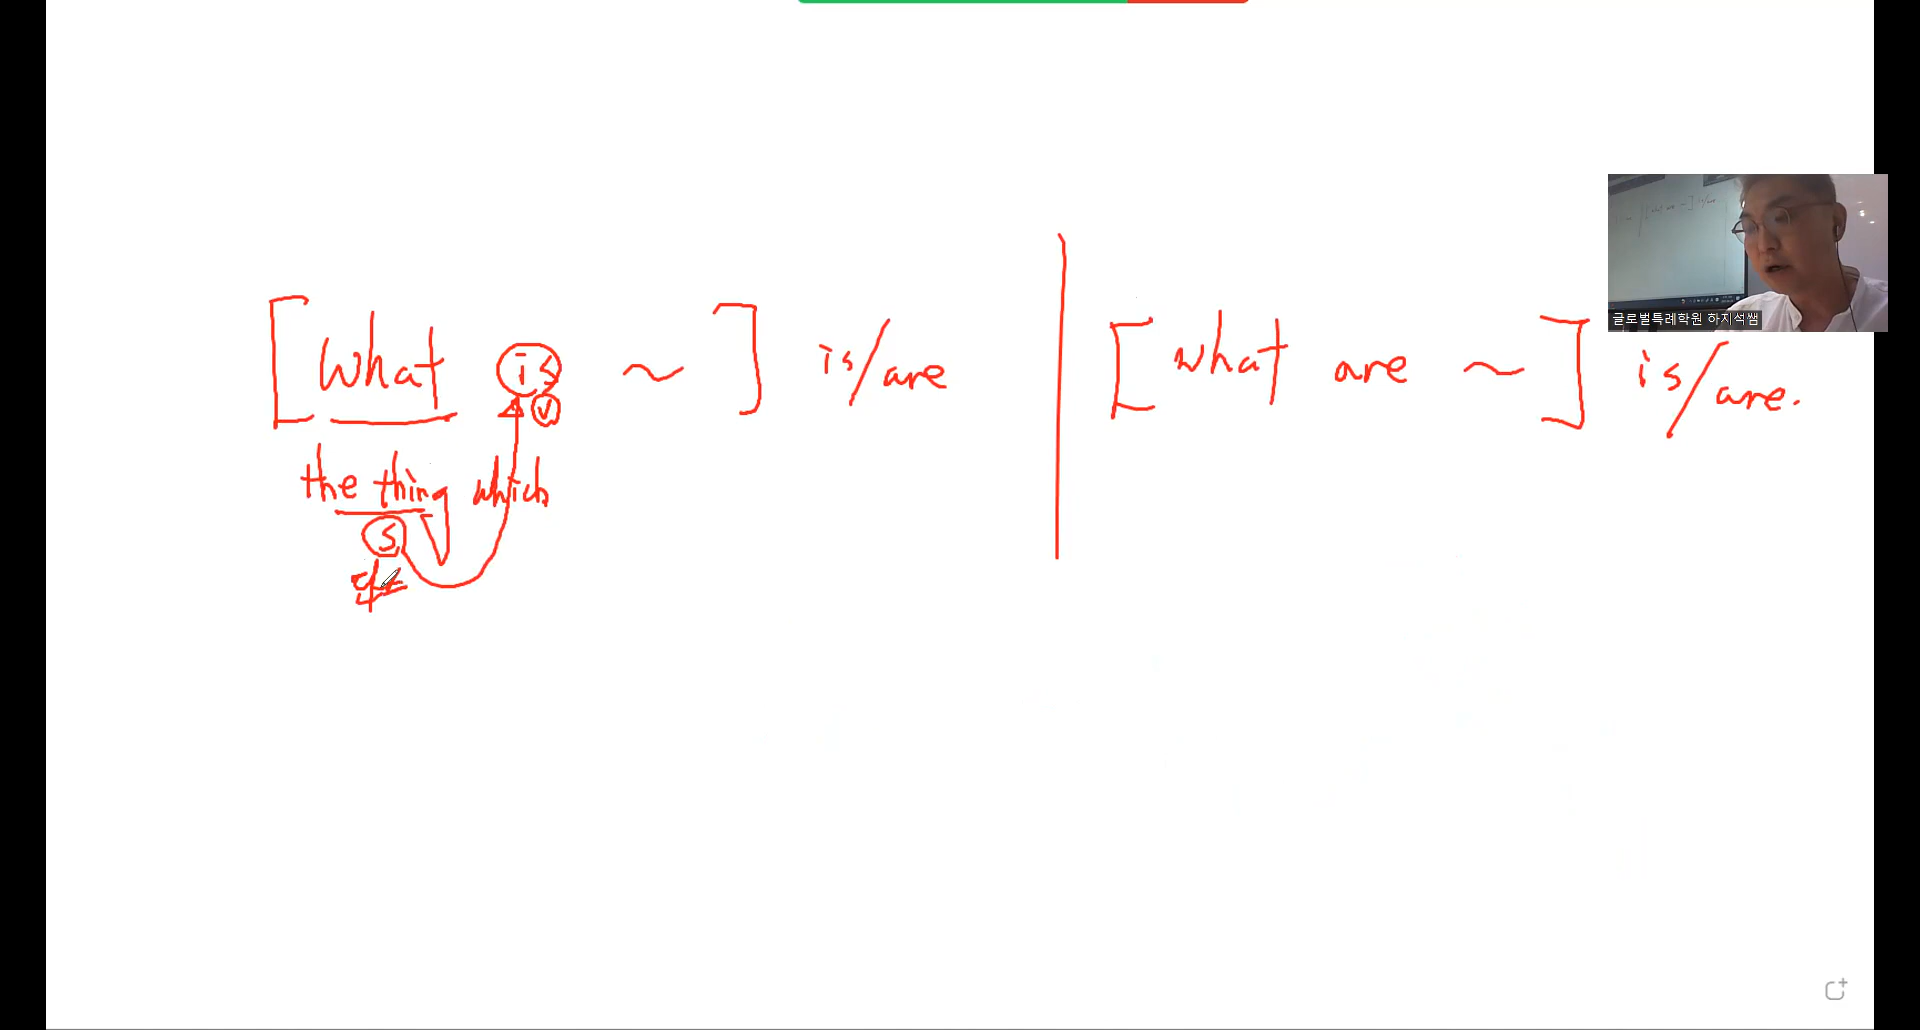 [ What is ~ ] is/are
[ what are ~ ] is/are.
V
the thing which
S
글로벌특례학원 하지석쌤